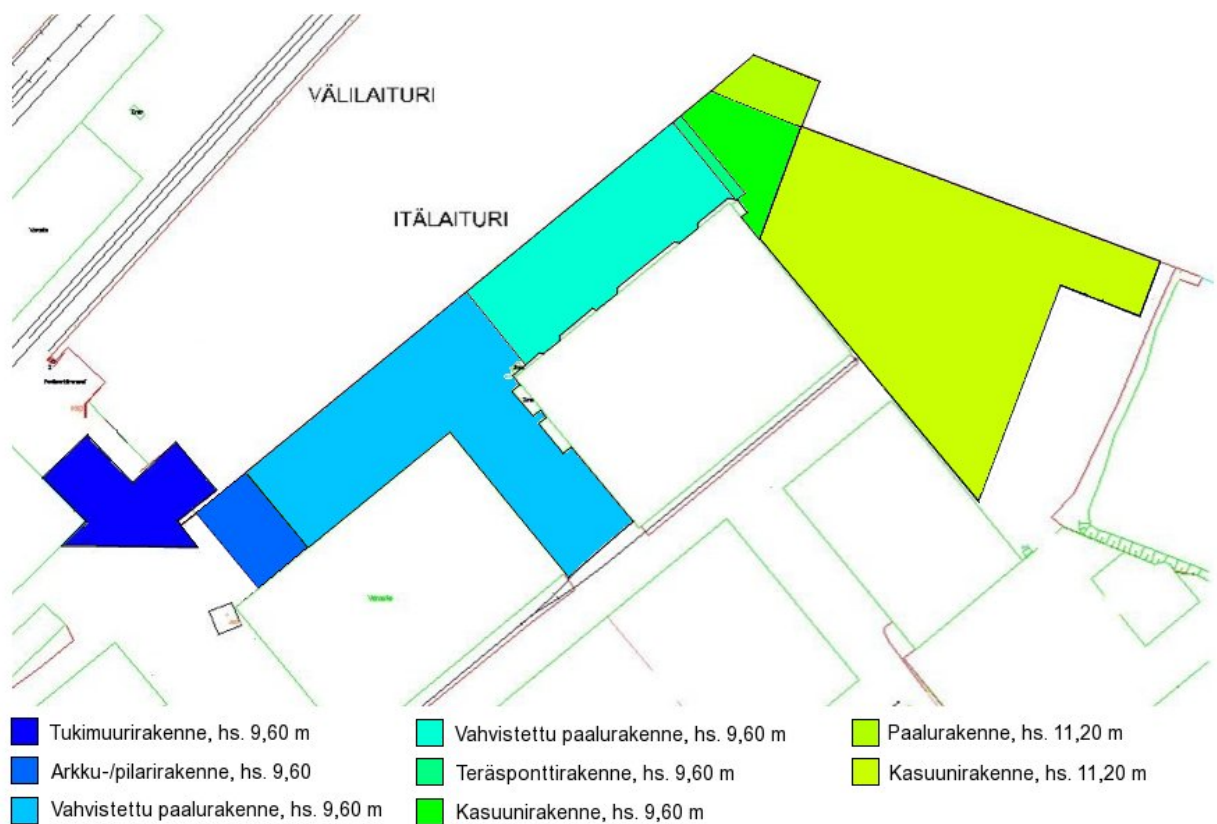 VÄLILAITURI
ITÄLAITURI
Varasto
Tukimuurirakenne, hs. 9,60 m
Arkku-/pilarirakenne, hs. 9,60
Vahvistettu paalurakenne, hs. 9,60 m
Vahvistettu paalurakenne, hs. 9,60 m
Teräsponttirakenne, hs. 9,60 m
Kasuunirakenne, hs. 9,60 m
Paalurakenne, hs. 11,20 m
Kasuunirakenne, hs. 11,20 m